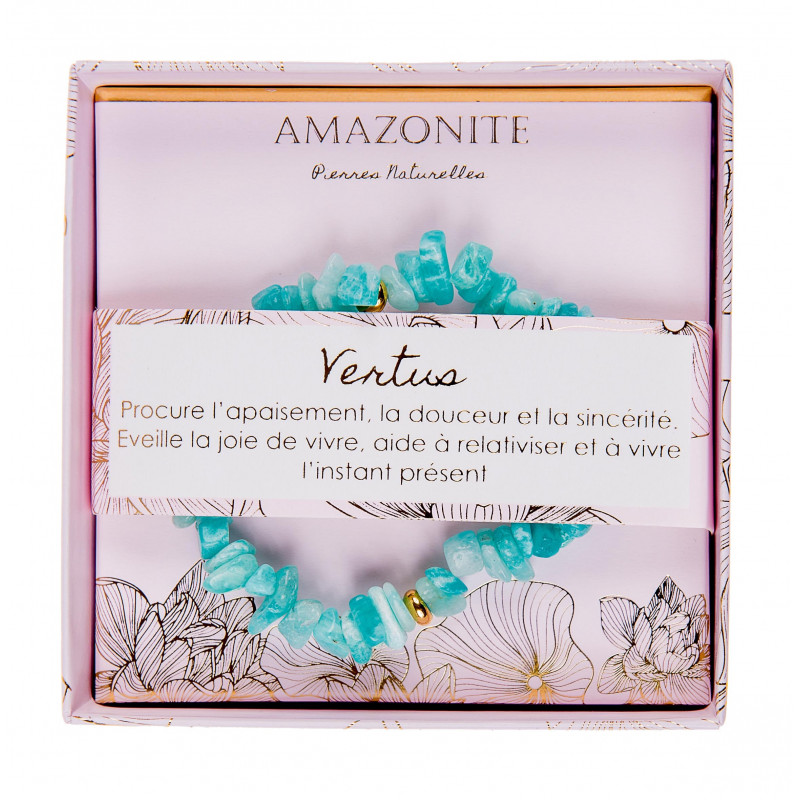 AMAZONITE
Pierres Naturelles
Vertus
Procure l'apaisement, la douceur et la sincérité.
Eveille la joie de vivre, aide à relativiser et à vivre
l'instant présent